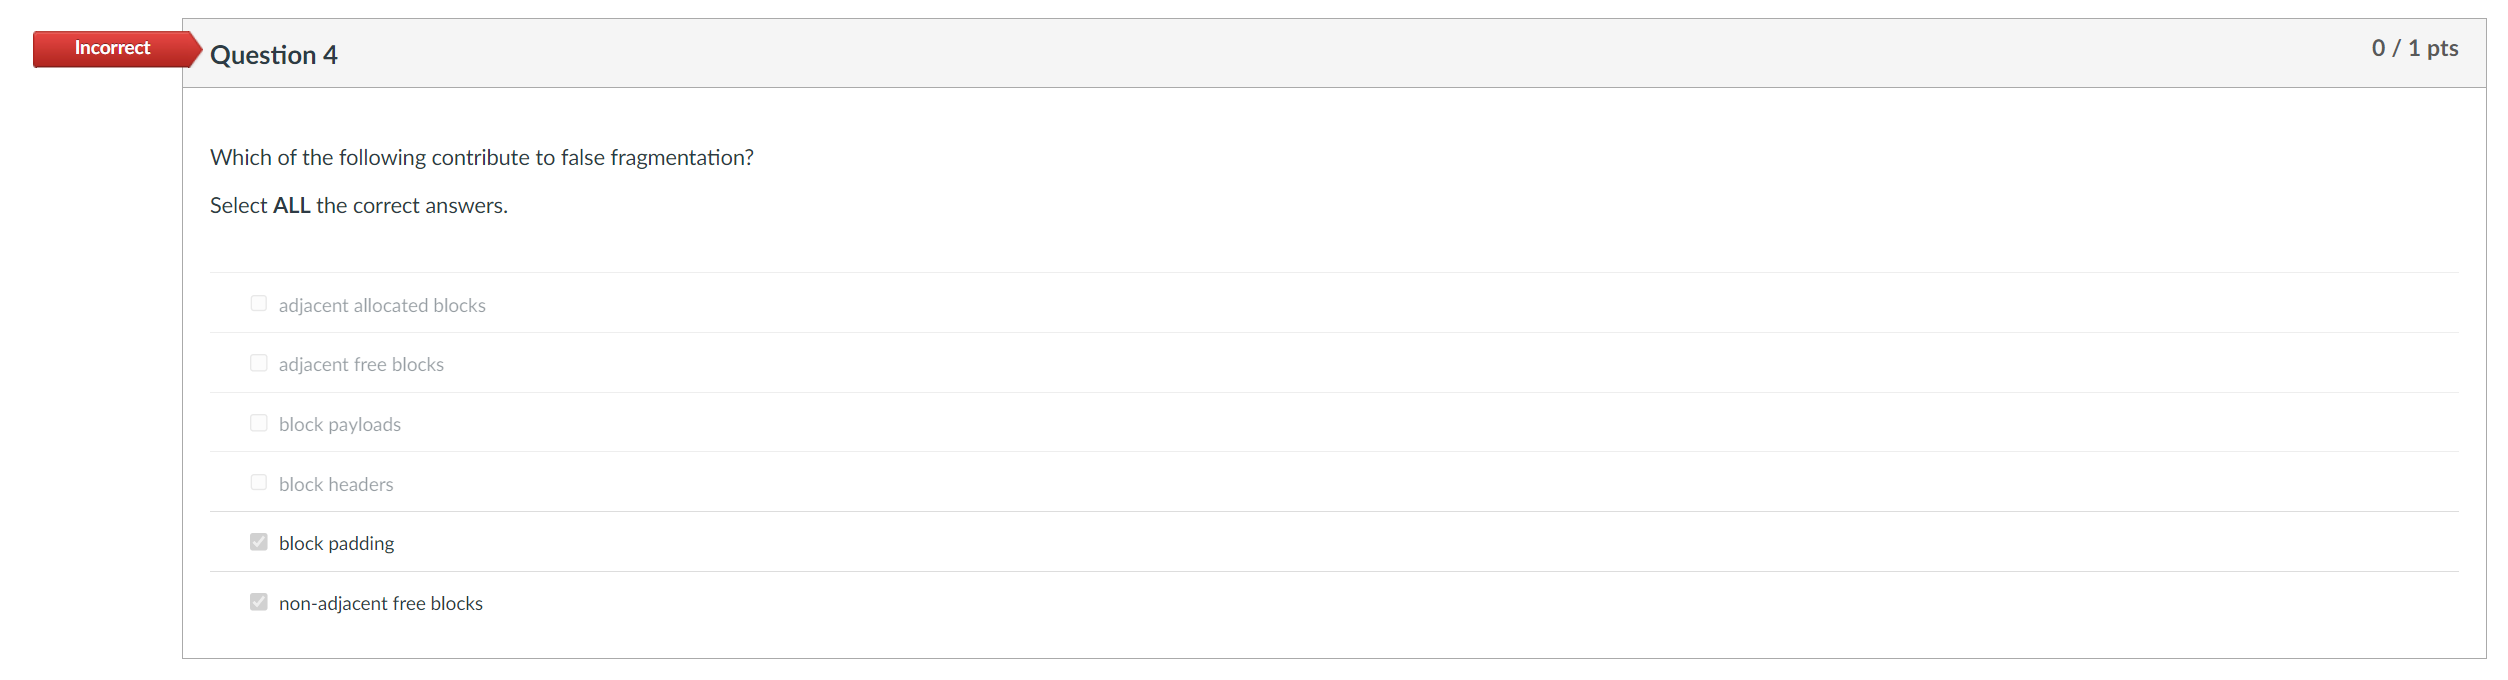 Incorrect
Question 4
0 / 1 pts
Which of the following contribute to false fragmentation?
Select ALL the correct answers.
adjacent allocated blocks
adjacent free blocks
block payloads
block headers
block padding
non-adjacent free blocks